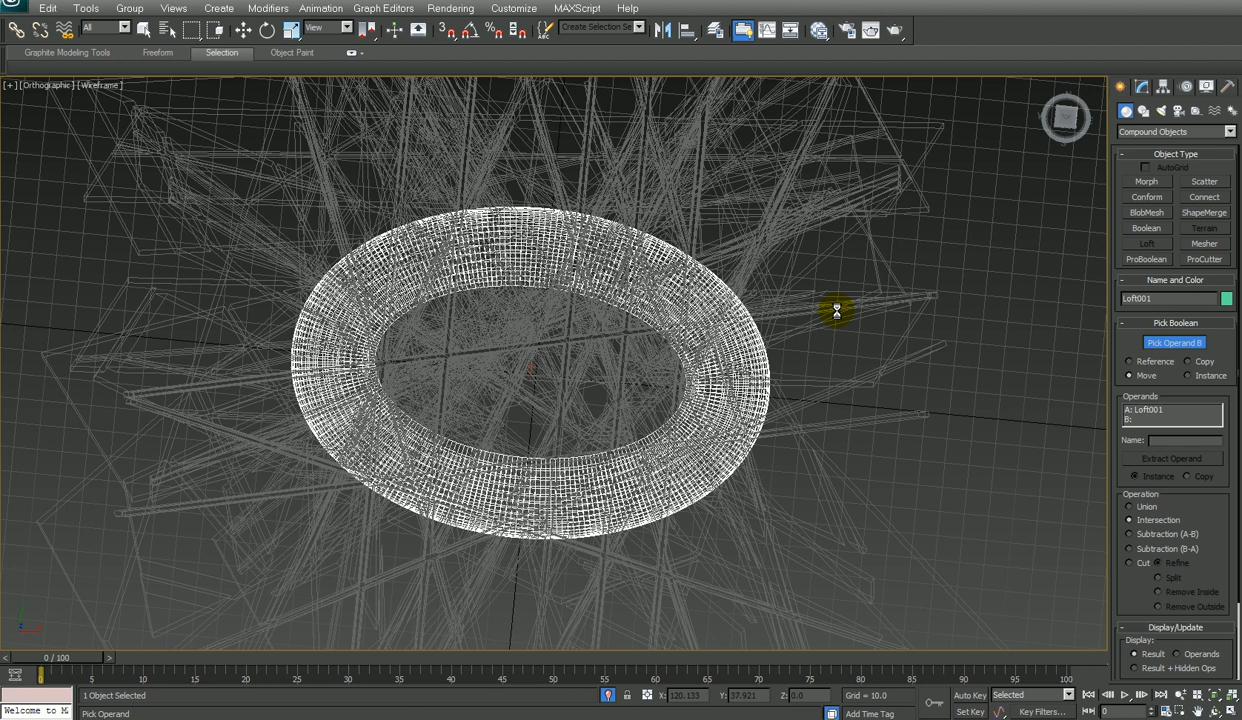 Edit Tools Group Views Create Modifiers Animation Graph Editors Rendering Customize MAXScript Help
All View Create Selection Se
Graphite Modeling Tools Freeform Selection Object Paint
[+][Orthographic][Wireframe]
Compound Objects
Object Type
AutoGrid
Morph Scatter
Conform Connect
BlobMesh ShapeMerge
Boolean Terrain
Loft Mesher
ProBoolean ProCutter
Name and Color
Loft001
Pick Boolean
Pick Operand B
Reference Copy
Move Instance
Operands
A: Loft001
B:
Name:
Extract Operand
Instance Copy
Operation
Union
Intersection
Subtraction (A-B)
Subtraction (B-A)
Cut Refine
Split
Remove Inside
Remove Outside
Display/Update
Display:
Result Operands
Result + Hidden Ops
< 0 / 100 >
0 5 10 15 20 25 30 35 40 45 50 55 60 65 70 75 80 85 90 95 100
1 Object Selected X: 120.133 Y: 37.921 Z: 0.0 Grid = 10.0 Auto Key Selected
Welcome to M Pick Operand Add Time Tag Set Key Key Filters... 0